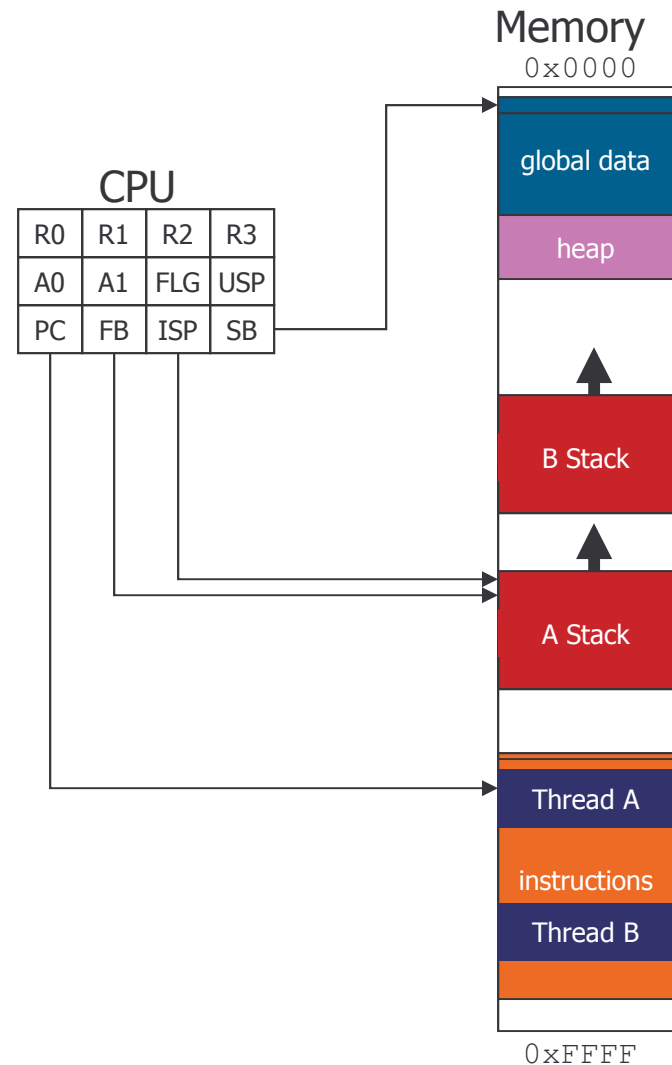 Memory
0x0000
global data
CPU
R0 R1 R2 R3
heap
A0 A1 FLG USP
PC FB ISP SB
B Stack
A Stack
Thread A
instructions
Thread B
0xFFFF